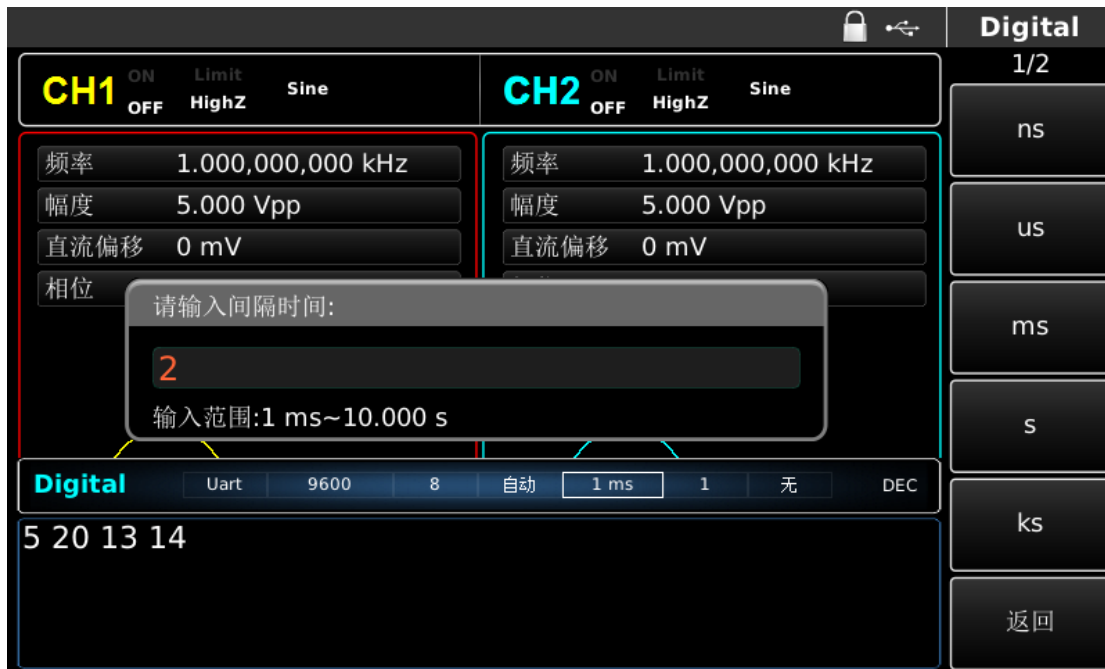 Digital
1/2
CH1 ON OFF Limit HighZ Sine
CH2 ON OFF Limit HighZ Sine
频率 1.000,000,000 kHz
幅度 5.000 Vpp
直流偏移 0 mV
相位
频率 1.000,000,000 kHz
幅度 5.000 Vpp
直流偏移 0 mV
请输入间隔时间:
2
输入范围:1 ms~10.000 s
Digital Uart 9600 8 自动 1 ms 1 无 DEC
5 20 13 14
ns
us
ms
s
ks
返回